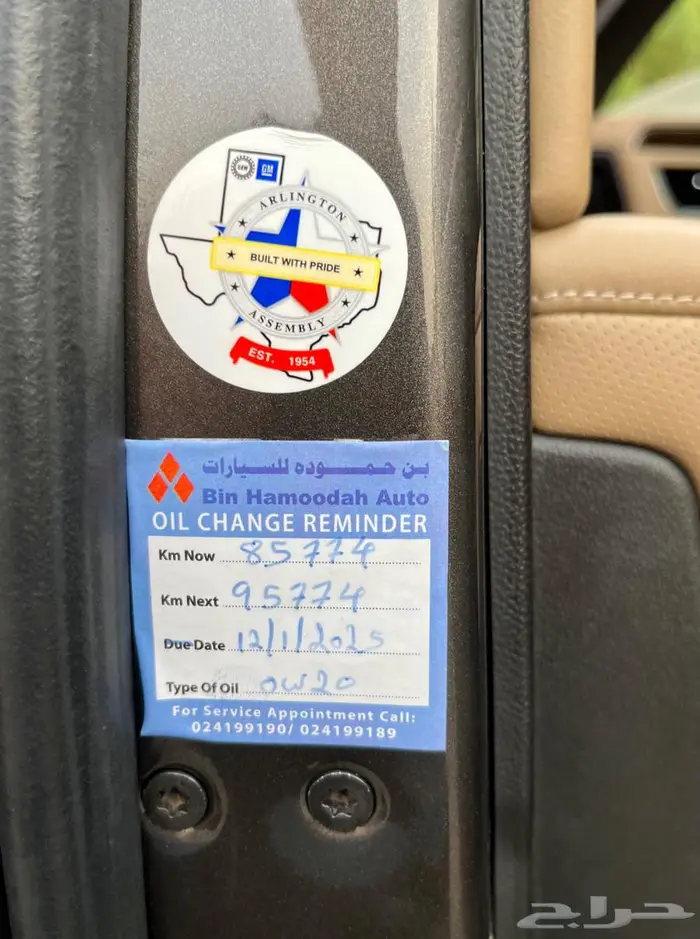 UAW GM
ARLINGTON
BUILT WITH PRIDE
ASSEMBLY
EST. 1954
بن حمـــوده للسيارات
Bin Hamoodah Auto
OIL CHANGE REMINDER
Km Now 85774
Km Next 95774
Due Date 12/1/2025
Type Of Oil 0W20
For Service Appointment Call:
024199190/ 024199189
حراج